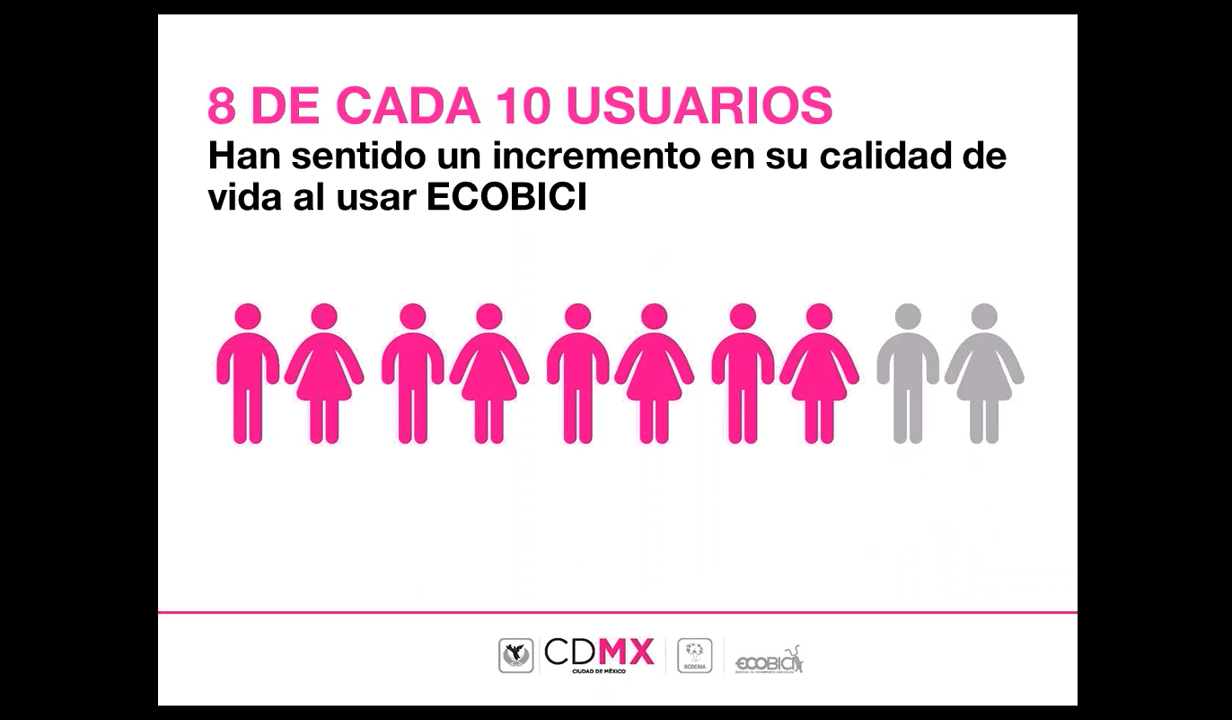 8 DE CADA 10 USUARIOS
Han sentido un incremento en su calidad de
vida al usar ECOBICI
CDMX
CIUDAD DE MÉXICO
SEDEMA
ECOBICI